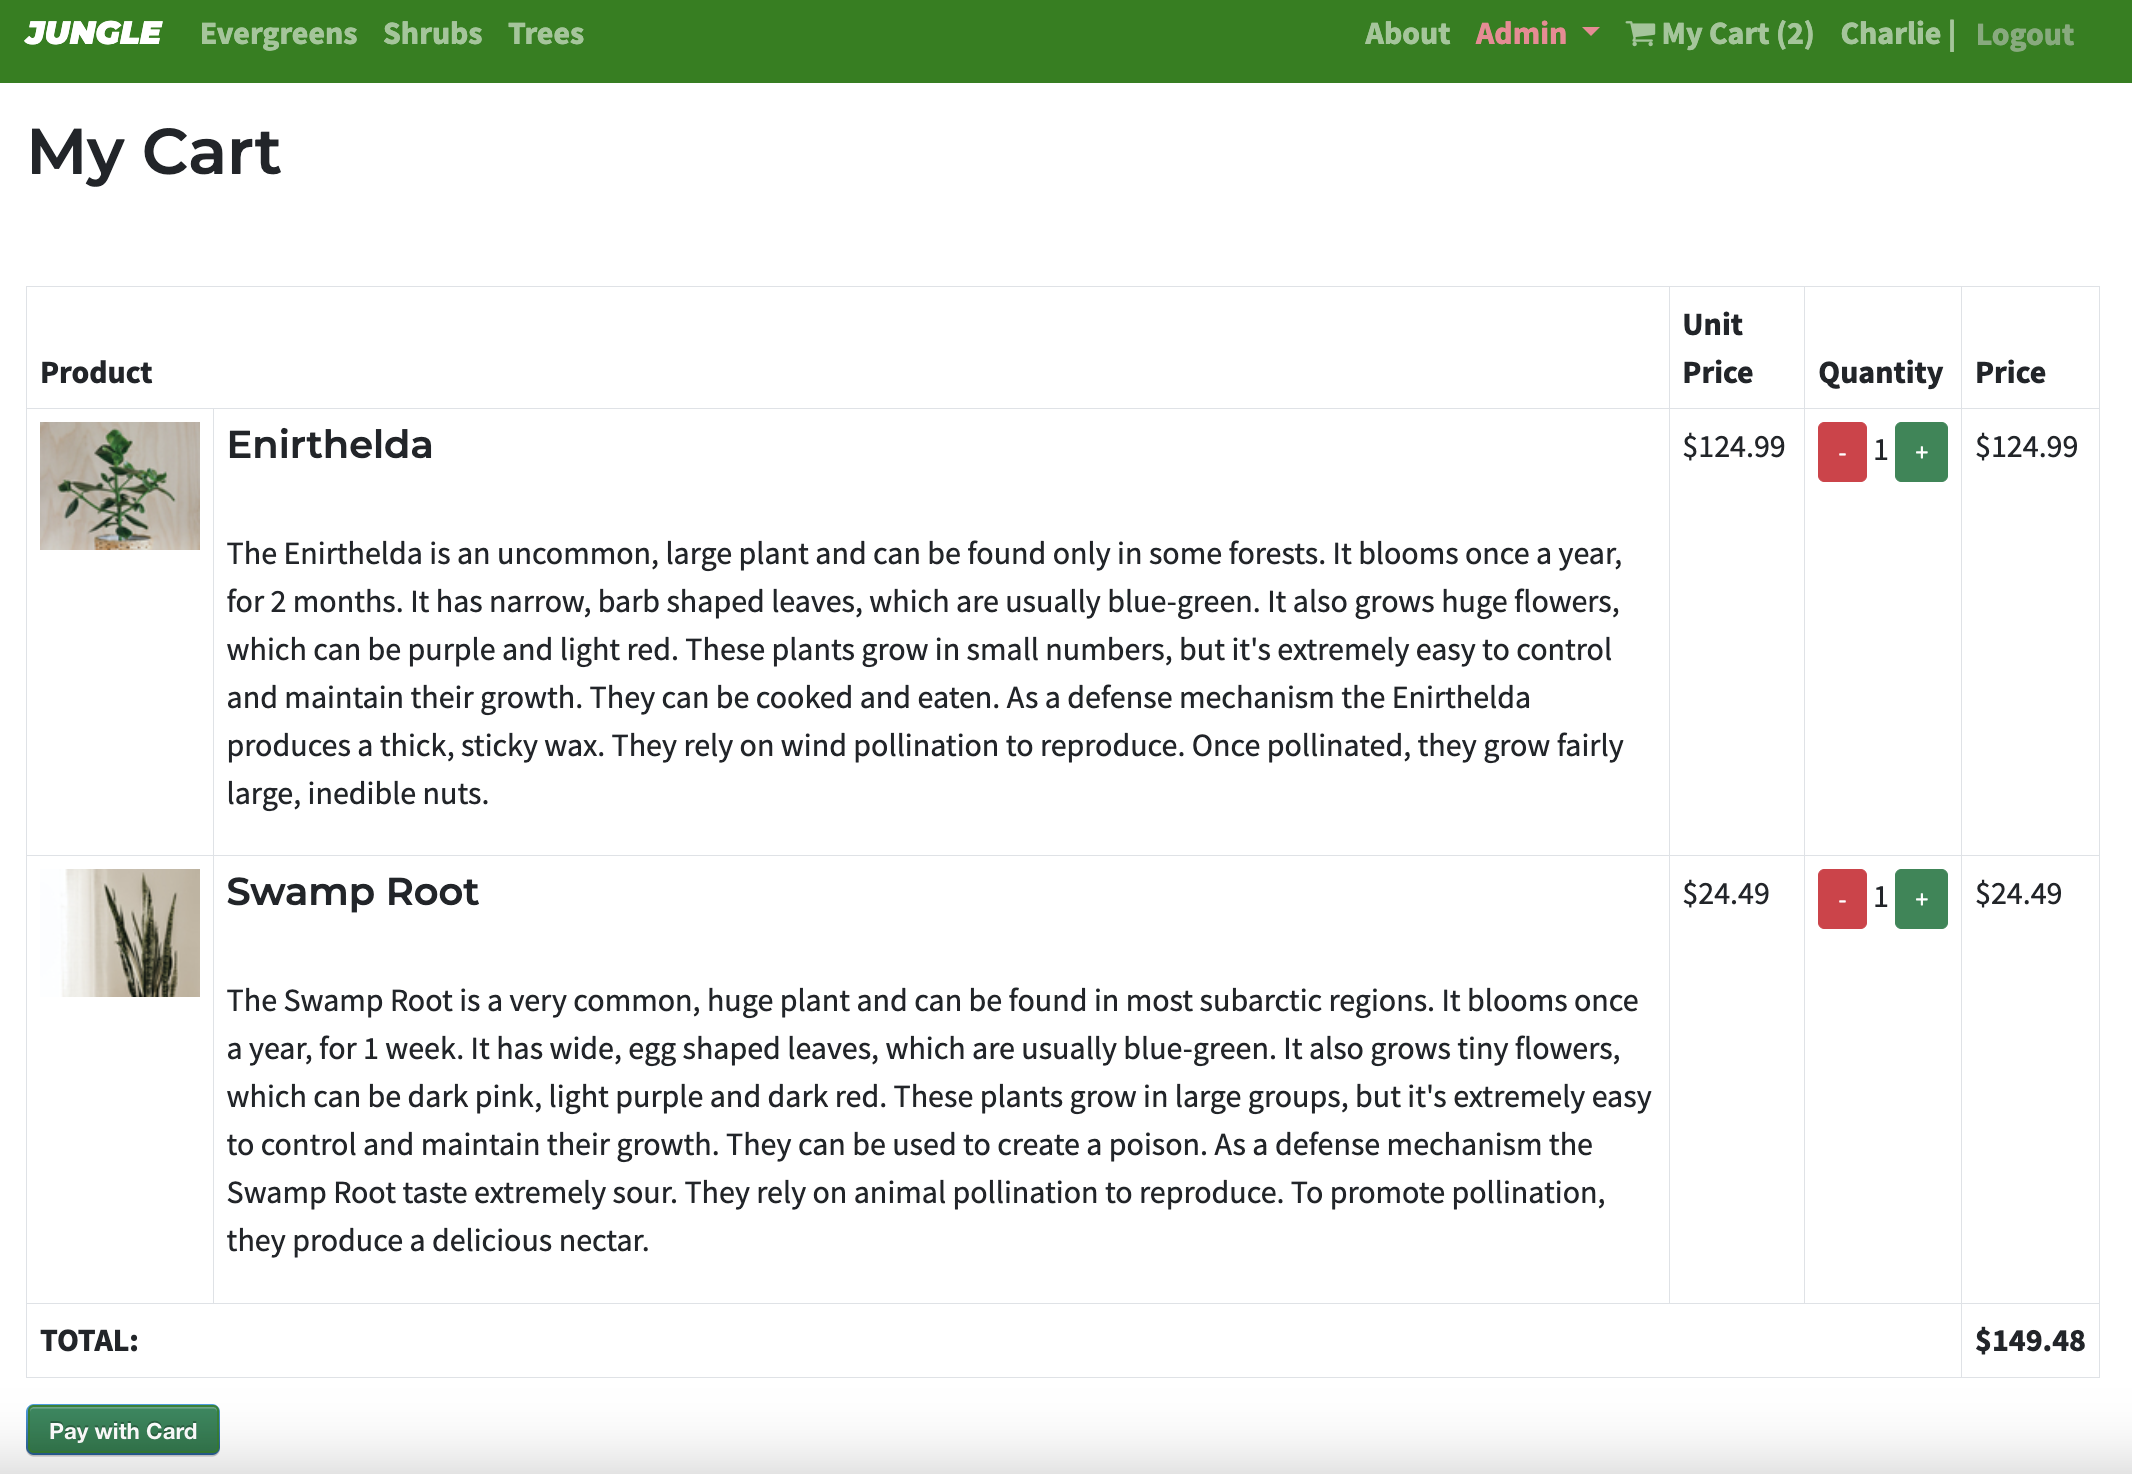 JUNGLE Evergreens Shrubs Trees About Admin My Cart (2) Charlie | Logout
My Cart
Product Unit Price Quantity Price
Enirthelda $124.99 - 1 + $124.99
The Enirthelda is an uncommon, large plant and can be found only in some forests. It blooms once a year,
for 2 months. It has narrow, barb shaped leaves, which are usually blue-green. It also grows huge flowers,
which can be purple and light red. These plants grow in small numbers, but it's extremely easy to control
and maintain their growth. They can be cooked and eaten. As a defense mechanism the Enirthelda
produces a thick, sticky wax. They rely on wind pollination to reproduce. Once pollinated, they grow fairly
large, inedible nuts.
Swamp Root $24.49 - 1 + $24.49
The Swamp Root is a very common, huge plant and can be found in most subarctic regions. It blooms once
a year, for 1 week. It has wide, egg shaped leaves, which are usually blue-green. It also grows tiny flowers,
which can be dark pink, light purple and dark red. These plants grow in large groups, but it's extremely easy
to control and maintain their growth. They can be used to create a poison. As a defense mechanism the
Swamp Root taste extremely sour. They rely on animal pollination to reproduce. To promote pollination,
they produce a delicious nectar.
TOTAL: $149.48
Pay with Card